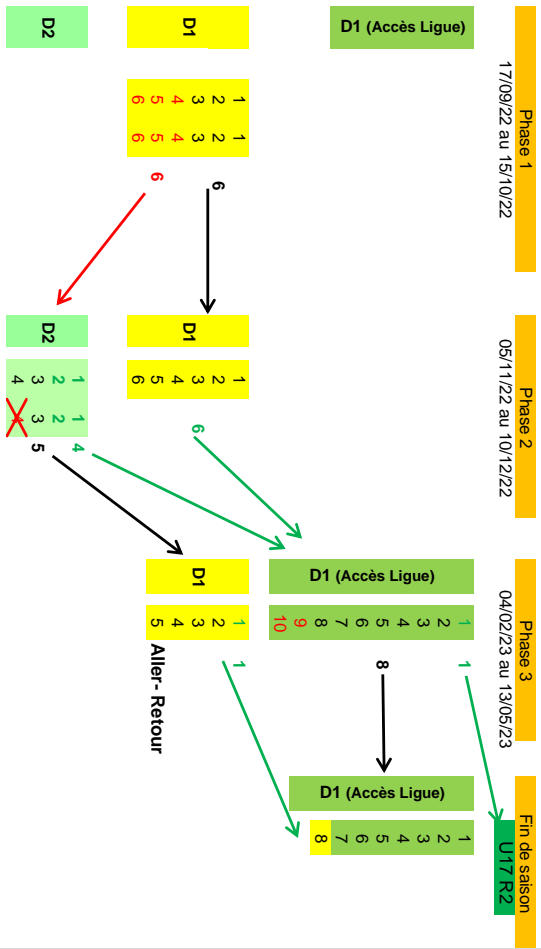 Phase 1
17/09/22 au 15/10/22
D1 (Accès Ligue)
D1
1 1
2 2
3 3
4 4
5 5
6 6
6
6
D2
Phase 2
05/11/22 au 10/12/22
D1
1
2
3
4
5
6
6
D2
1 1
2 2
3 3
4 4
4
5
Phase 3
04/02/23 au 13/05/23
D1 (Accès Ligue)
1
2
3
4
5
6
7
8
9
10
1
8
D1
1
2
3
4
5
1
Aller- Retour
Fin de saison
U17 R2
D1 (Accès Ligue)
1
2
3
4
5
6
7
8